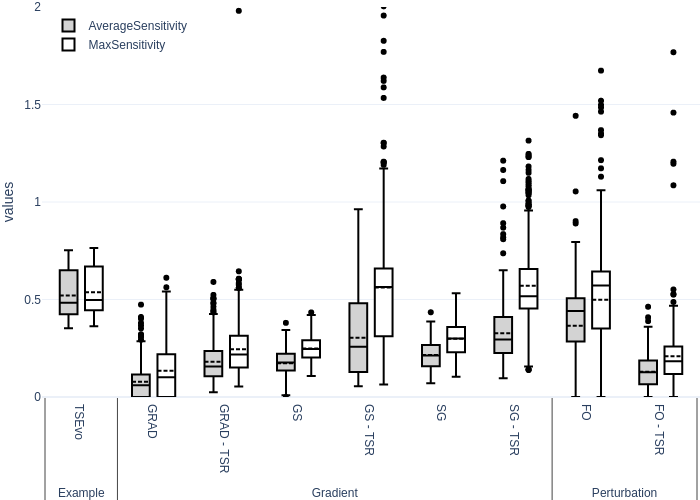 2
AverageSensitivity
MaxSensitivity
1.5
values
1
0.5
0
TSEvo
GRAD
GRAD - TSR
GS
GS - TSR
SG
SG - TSR
FO
FO - TSR
Example
Gradient
Perturbation